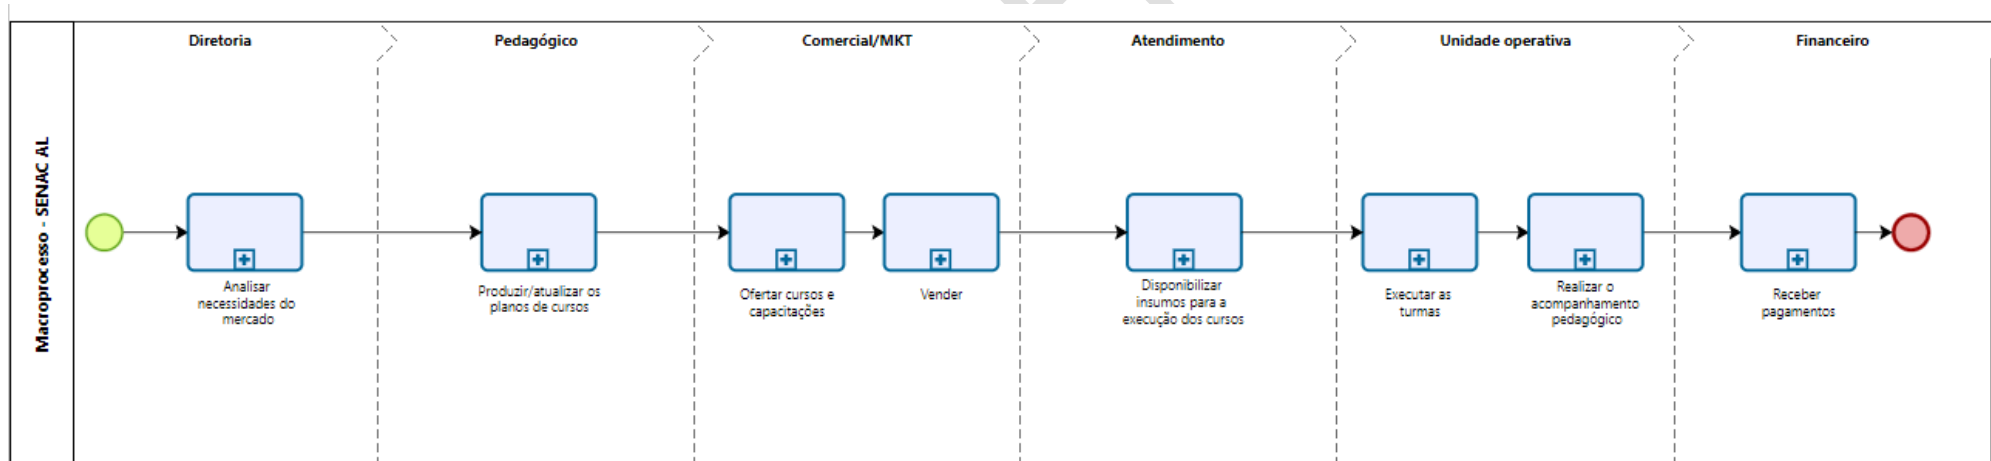 Macroprocesso - SENAC AL
Diretoria
Pedagógico
Comercial/MKT
Atendimento
Unidade operativa
Financeiro
Analisar
necessidades do
mercado
Produzir/atualizar os
planos de cursos
Ofertar cursos e
capacitações
Vender
Disponibilizar
insumos para a
execução dos cursos
Executar as
turmas
Realizar o
acompanhamento
pedagógico
Receber
pagamentos